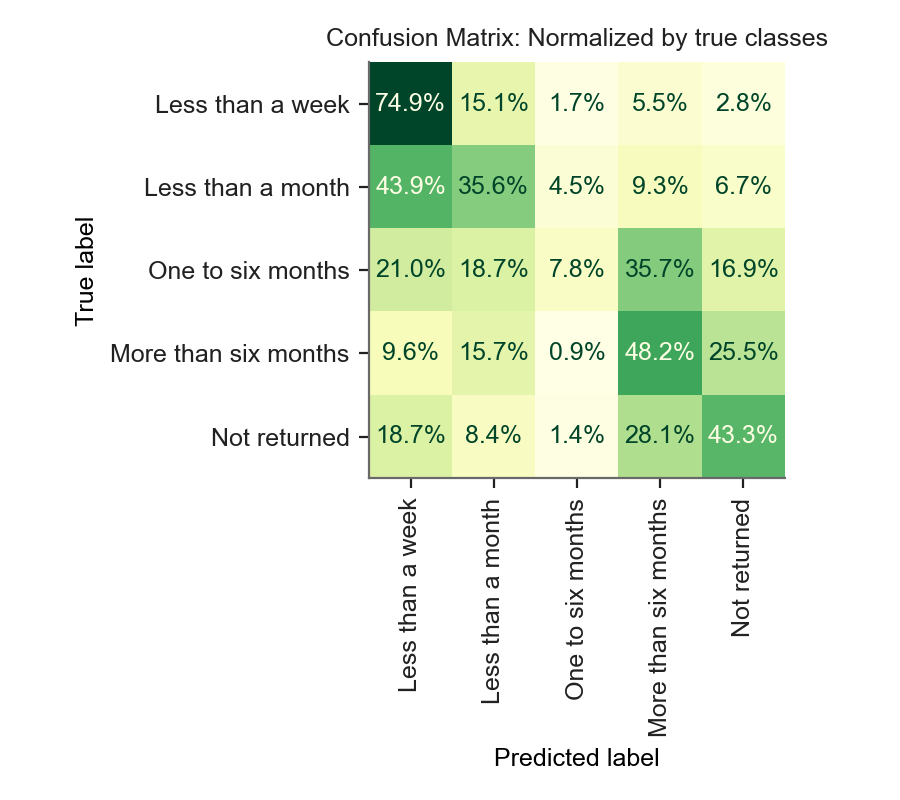 Confusion Matrix: Normalized by true classes
True label
Less than a week 74.9% 15.1% 1.7% 5.5% 2.8%
Less than a month 43.9% 35.6% 4.5% 9.3% 6.7%
One to six months 21.0% 18.7% 7.8% 35.7% 16.9%
More than six months 9.6% 15.7% 0.9% 48.2% 25.5%
Not returned 18.7% 8.4% 1.4% 28.1% 43.3%
Less than a week
Less than a month
One to six months
More than six months
Not returned
Predicted label